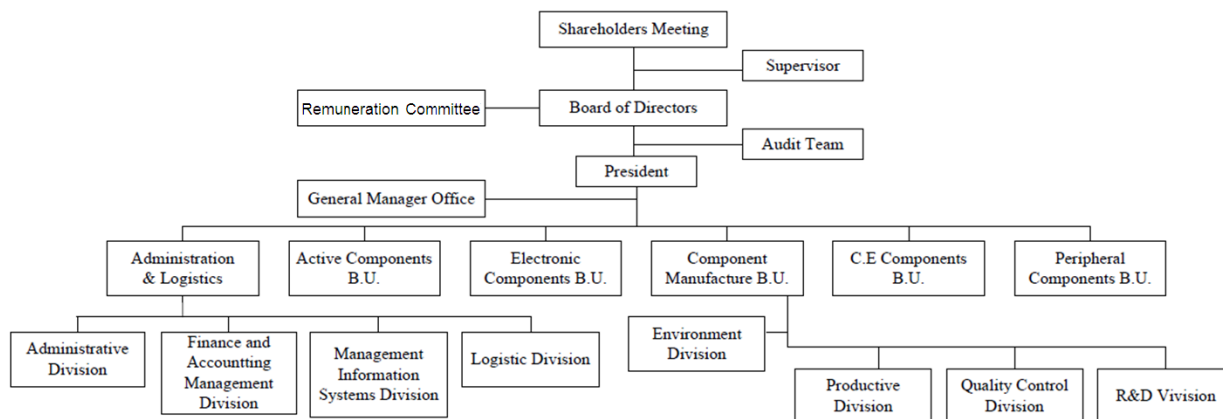 Shareholders Meeting
Supervisor
Remuneration Committee
Board of Directors
Audit Team
President
General Manager Office
Administration
& Logistics
Active Components
B.U.
Electronic
Components B.U.
Component
Manufacture B.U.
C.E Components
B.U.
Peripheral
Components B.U.
Administrative
Division
Finance and
Accountting
Management
Division
Management
Information
Systems Division
Logistic Division
Environment
Division
Productive
Division
Quality Control
Division
R&D Vivision